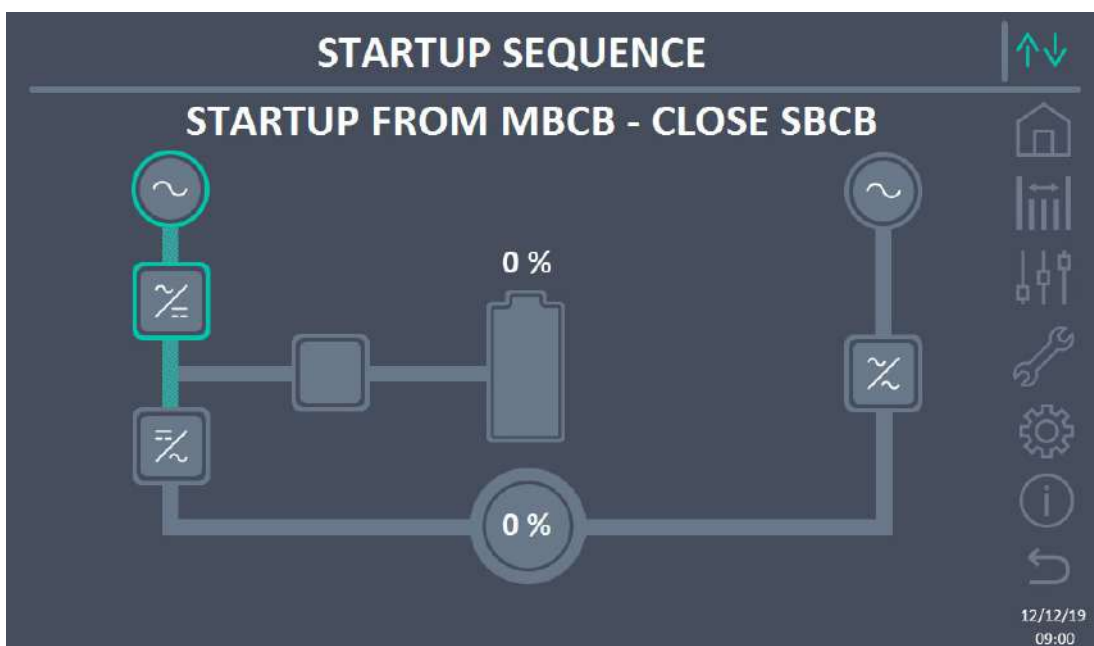 STARTUP SEQUENCE
STARTUP FROM MBCB - CLOSE SBCB
0 %
0 %
12/12/19
09:00